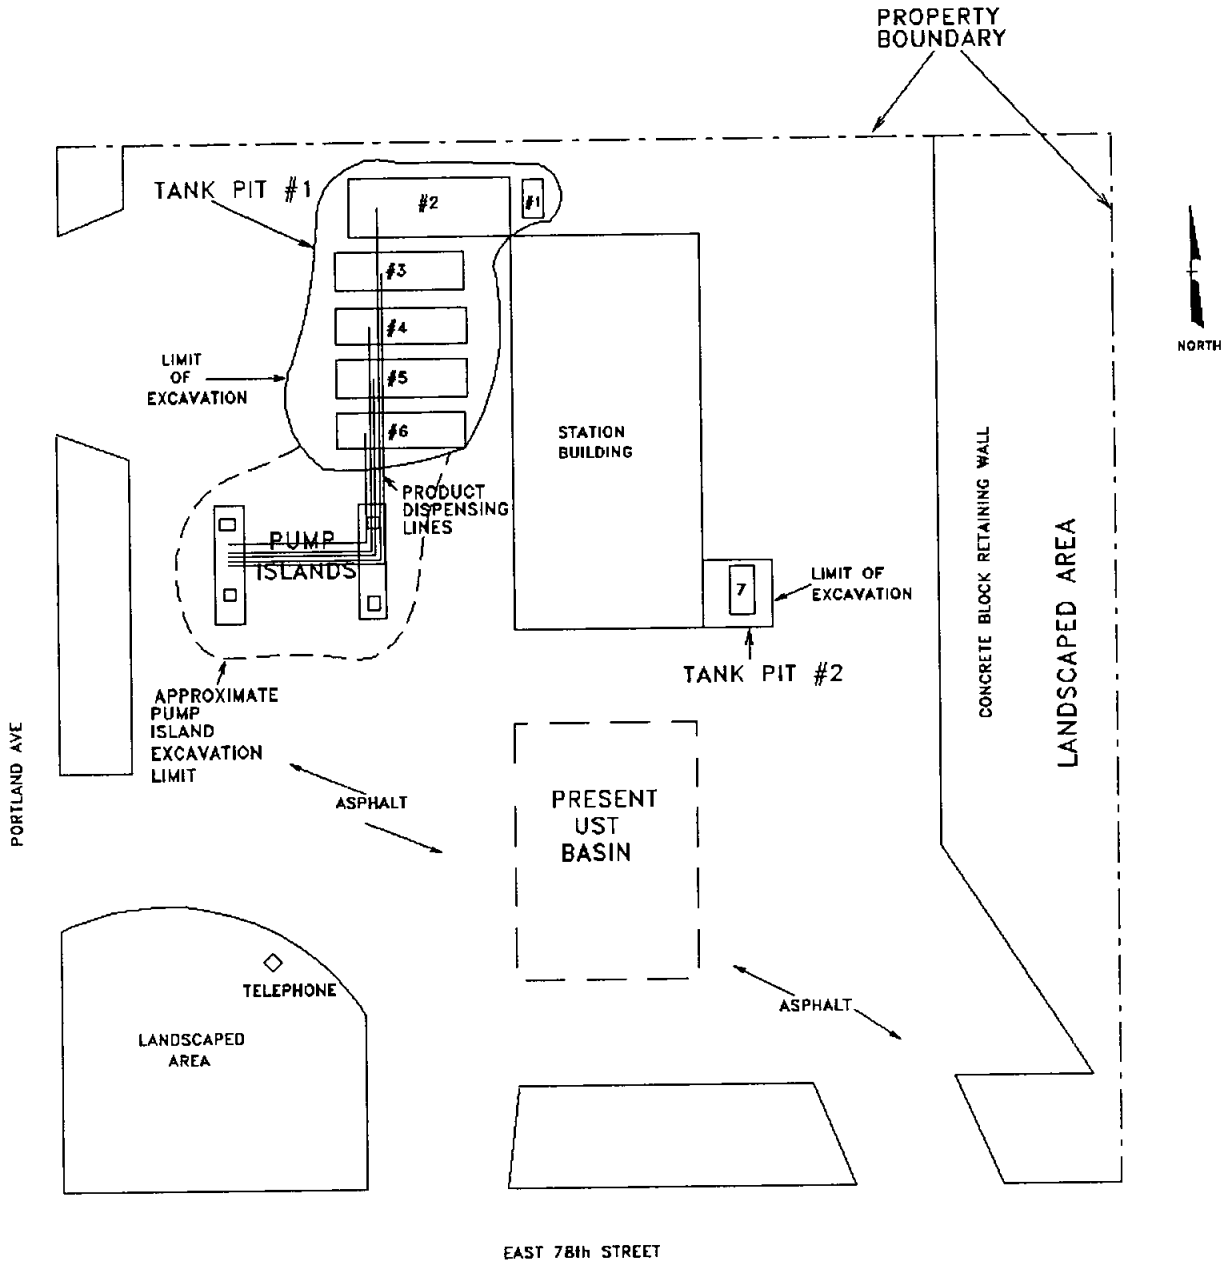 PROPERTY
BOUNDARY
TANK PIT #1
#2
#1
#3
#4
#5
#6
LIMIT
OF
EXCAVATION
NORTH
STATION
BUILDING
PRODUCT
DISPENSING
LINES
PUMP
ISLANDS
7
LIMIT OF
EXCAVATION
TANK PIT #2
CONCRETE BLOCK RETAINING WALL
LANDSCAPED AREA
APPROXIMATE
PUMP
ISLAND
EXCAVATION
LIMIT
PORTLAND AVE
ASPHALT
PRESENT
UST
BASIN
TELEPHONE
LANDSCAPED
AREA
ASPHALT
EAST 78th STREET